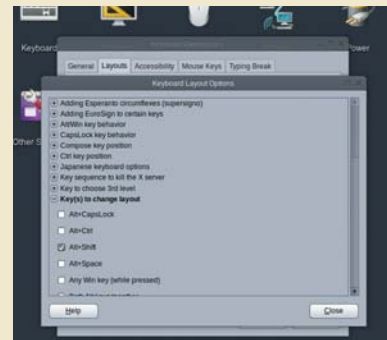 Keyboard
Power
General
Layouts
Accessibility
Mouse Keys
Typing Break
Keyboard Layout Options
Other S
Adding Esperanto circumflexes (supersigno)
Adding EuroSign to certain keys
Alt/Win key behavior
CapsLock key behavior
Compose key position
Ctrl key position
Japanese keyboard options
Key sequence to kill the X server
Key to choose 3rd level
Key(s) to change layout
Alt+CapsLock
Alt+Ctrl
Alt+Shift
Alt+Space
Any Win key (while pressed)
Help
Close